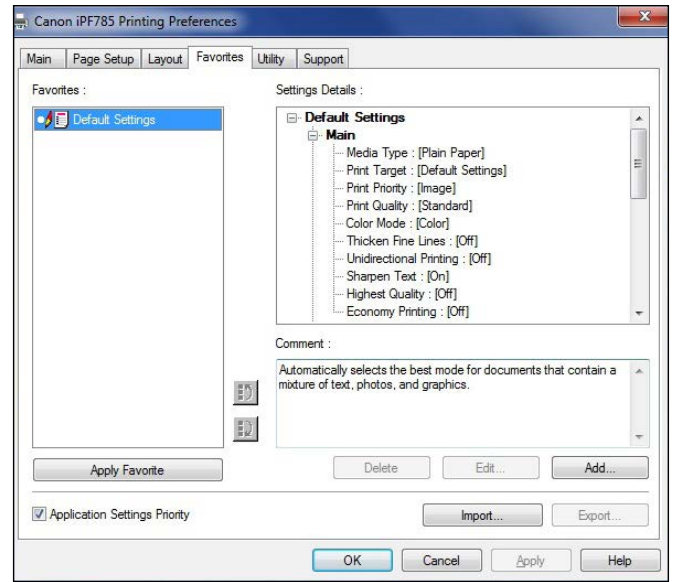 Canon iPF785 Printing Preferences
Main Page Setup Layout Favorites Utility Support
Favorites :
Default Settings
Settings Details :
Default Settings
Main
Media Type : [Plain Paper]
Print Target : [Default Settings]
Print Priority : [Image]
Print Quality : [Standard]
Color Mode : [Color]
Thicken Fine Lines : [Off]
Unidirectional Printing : [Off]
Sharpen Text : [On]
Highest Quality : [Off]
Economy Printing : [Off]
Comment :
Automatically selects the best mode for documents that contain a
mixture of text, photos, and graphics.
Apply Favorite
Delete Edit... Add...
Application Settings Priority
Import... Export...
OK Cancel Apply Help